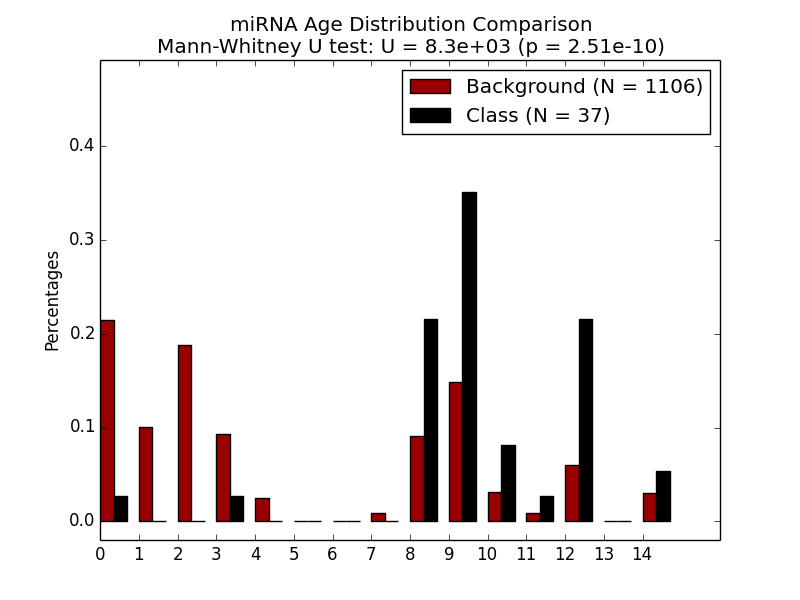 miRNA Age Distribution Comparison
Mann-Whitney U test: U = 8.3e+03 (p = 2.51e-10)
Background (N = 1106)
Class (N = 37)
Percentages
0.4
0.3
0.2
0.1
0.0
0 1 2 3 4 5 6 7 8 9 10 11 12 13 14